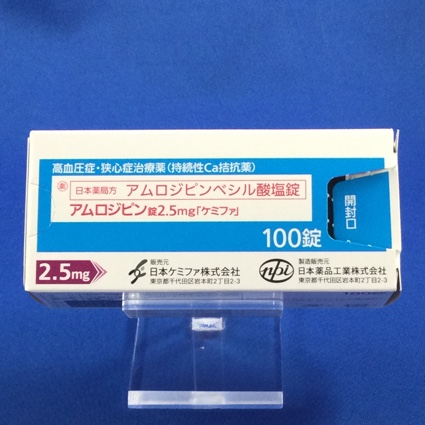 高血圧症・狭心症治療薬(持続性Ca拮抗薬)
劇 日本薬局方 アムロジピンベシル酸塩錠
アムロジピン錠2.5mg「ケミファ」
100錠
開封口
2.5mg
販売元
日本ケミファ株式会社
東京都千代田区岩本町2丁目2-3
npi
製造販売元
日本薬品工業株式会社
東京都千代田区岩本町2丁目2-3